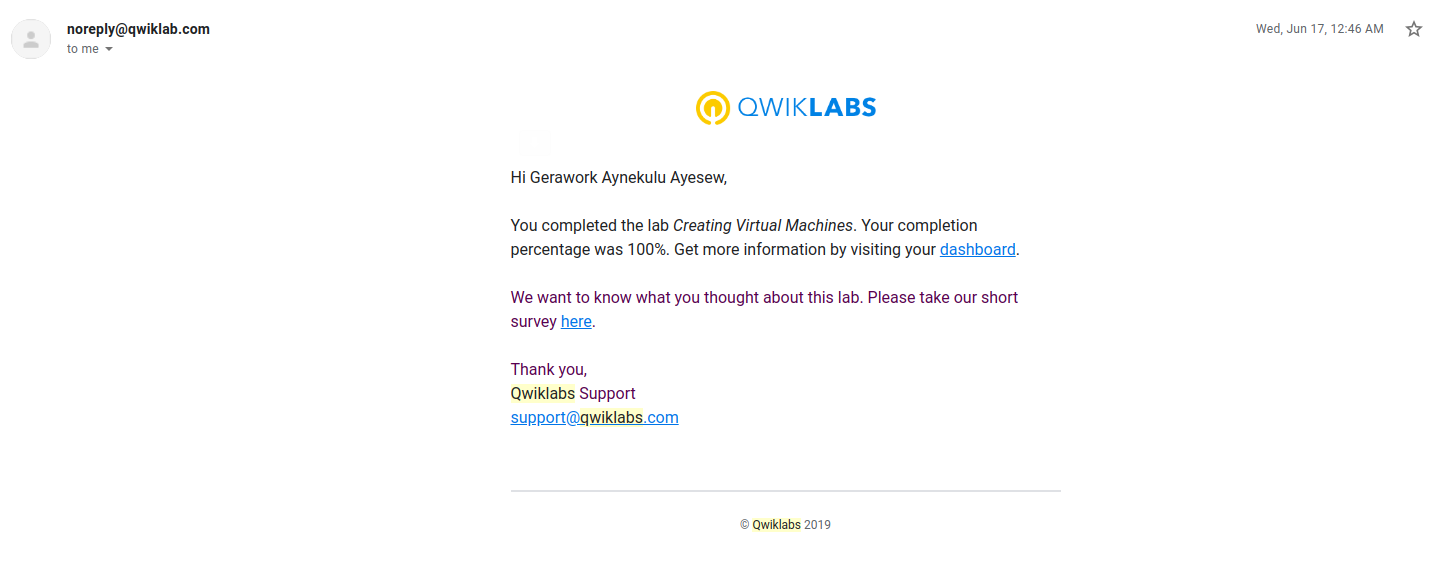 noreply@qwiklab.com
Wed, Jun 17, 12:46 AM
to me
QWIKLABS
Hi Gerawork Aynekulu Ayesew,
You completed the lab Creating Virtual Machines. Your completion
percentage was 100%. Get more information by visiting your dashboard.
We want to know what you thought about this lab. Please take our short
survey here.
Thank you,
Qwiklabs Support
support@qwiklabs.com
© Qwiklabs 2019